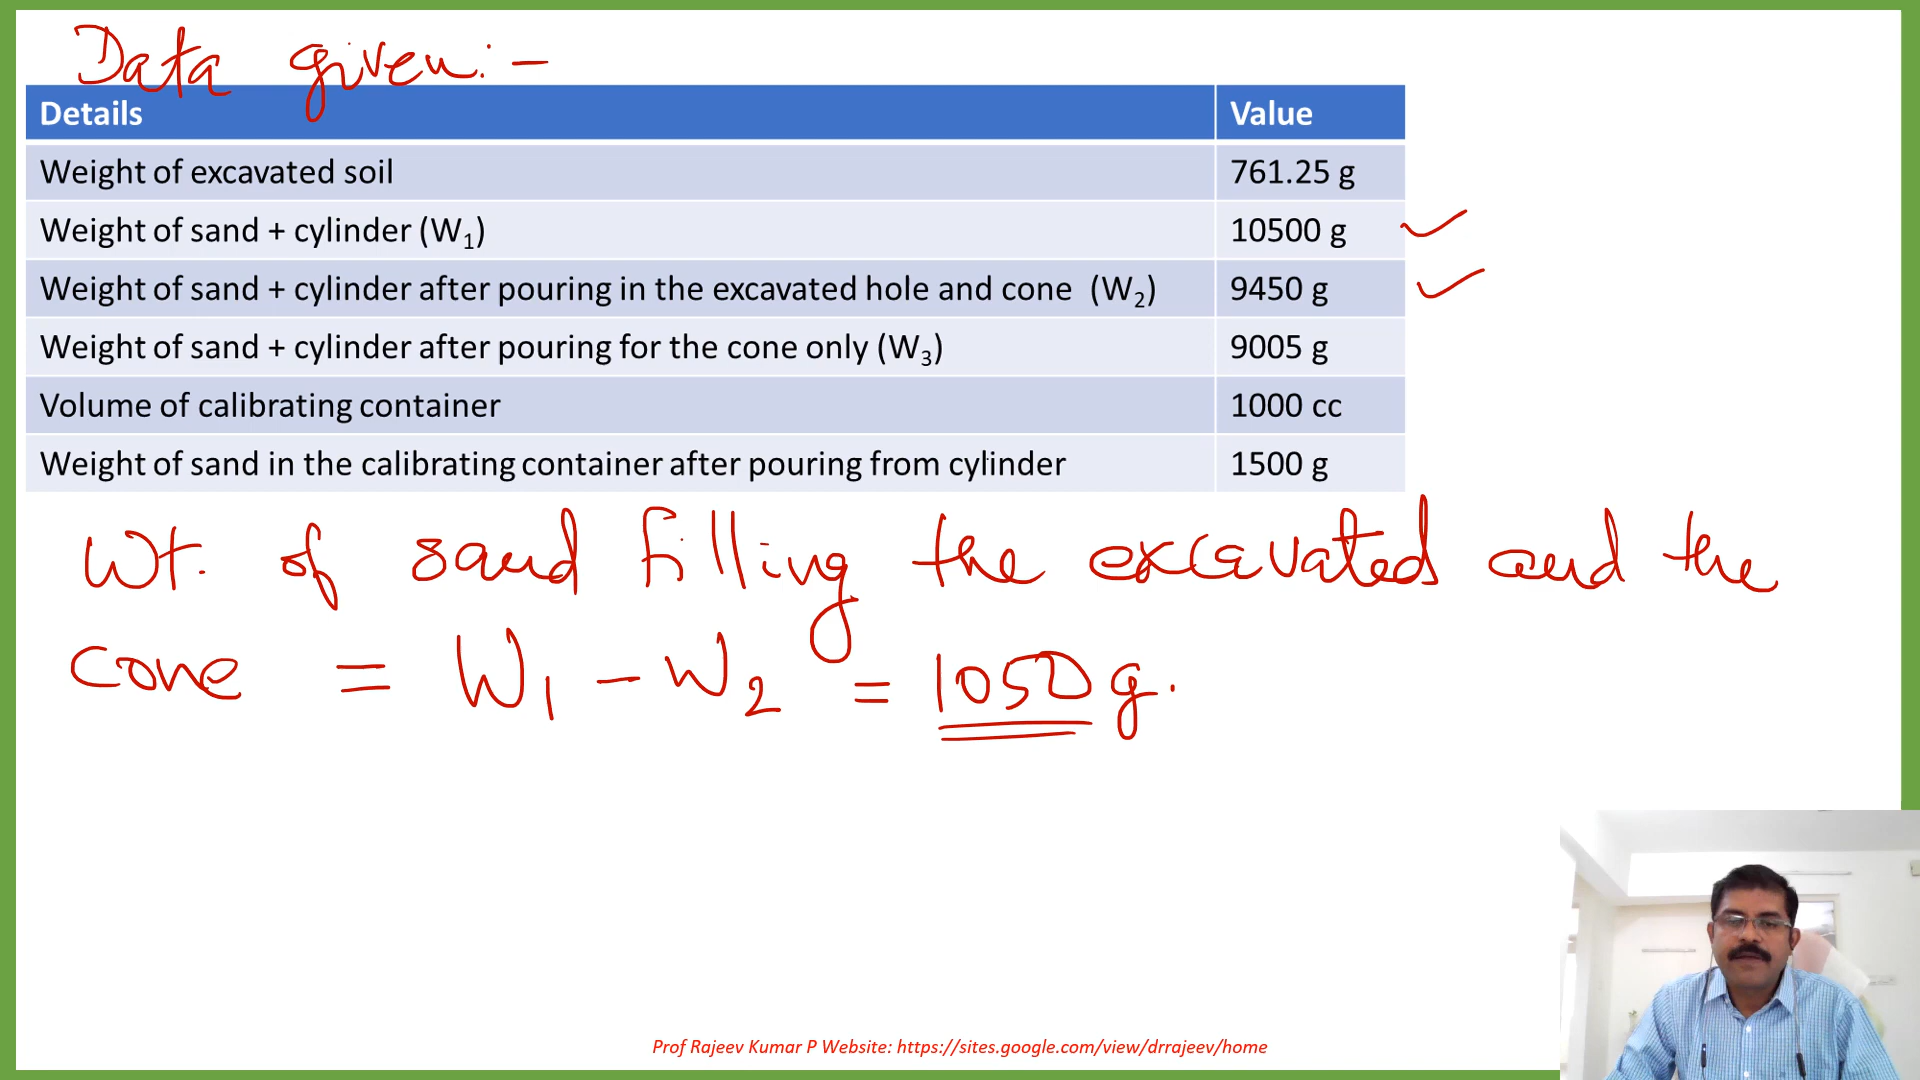 Data given:-
Details Value
Weight of excavated soil 761.25 g
Weight of sand + cylinder (W₁) 10500 g
Weight of sand + cylinder after pouring in the excavated hole and cone (W₂) 9450 g
Weight of sand + cylinder after pouring for the cone only (W₃) 9005 g
Volume of calibrating container 1000 cc
Weight of sand in the calibrating container after pouring from cylinder 1500 g
Wt. of sand filling the excavated and the
cone = W₁ - W₂ = 1050 g.
Prof Rajeev Kumar P Website: https://sites.google.com/view/drrajeev/home